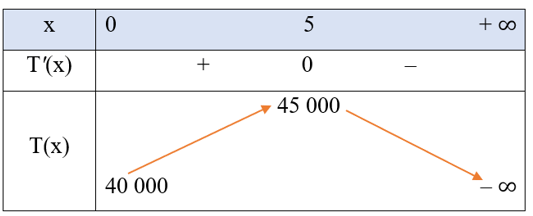 x 0 5 + ∞
T′(x) + 0 –
45 000
T(x)
40 000 – ∞